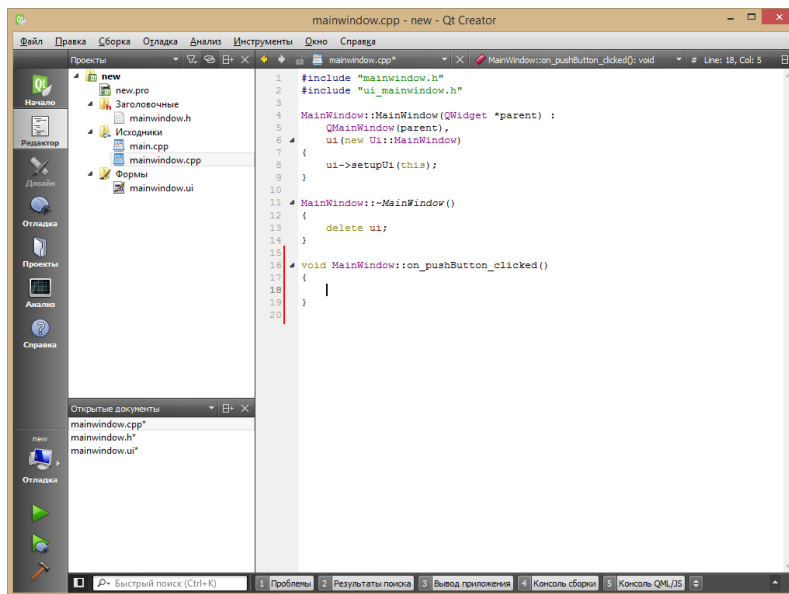 mainwindow.cpp - new - Qt Creator
Файл Правка Сборка Отладка Анализ Инструменты Окно Справка
Проекты
mainwindow.cpp*
MainWindow::on_pushButton_clicked(): void
# Line: 18, Col: 5
Начало
Редактор
Дизайн
Отладка
Проекты
Анализ
Справка
new
Отладка
new
new.pro
Заголовочные
mainwindow.h
Исходники
main.cpp
mainwindow.cpp
Формы
mainwindow.ui
Открытые документы
mainwindow.cpp*
mainwindow.h*
mainwindow.ui*
1 #include "mainwindow.h"
2 #include "ui_mainwindow.h"
3
4 MainWindow::MainWindow(QWidget *parent) :
5     QMainWindow(parent),
6     ui(new Ui::MainWindow)
7 {
8     ui->setupUi(this);
9 }
10
11 MainWindow::~MainWindow()
12 {
13     delete ui;
14 }
15
16 void MainWindow::on_pushButton_clicked()
17 {
18
19 }
20
Быстрый поиск (Ctrl+K)
1 Проблемы 2 Результаты поиска 3 Вывод приложения 4 Консоль сборки 5 Консоль QML/JS